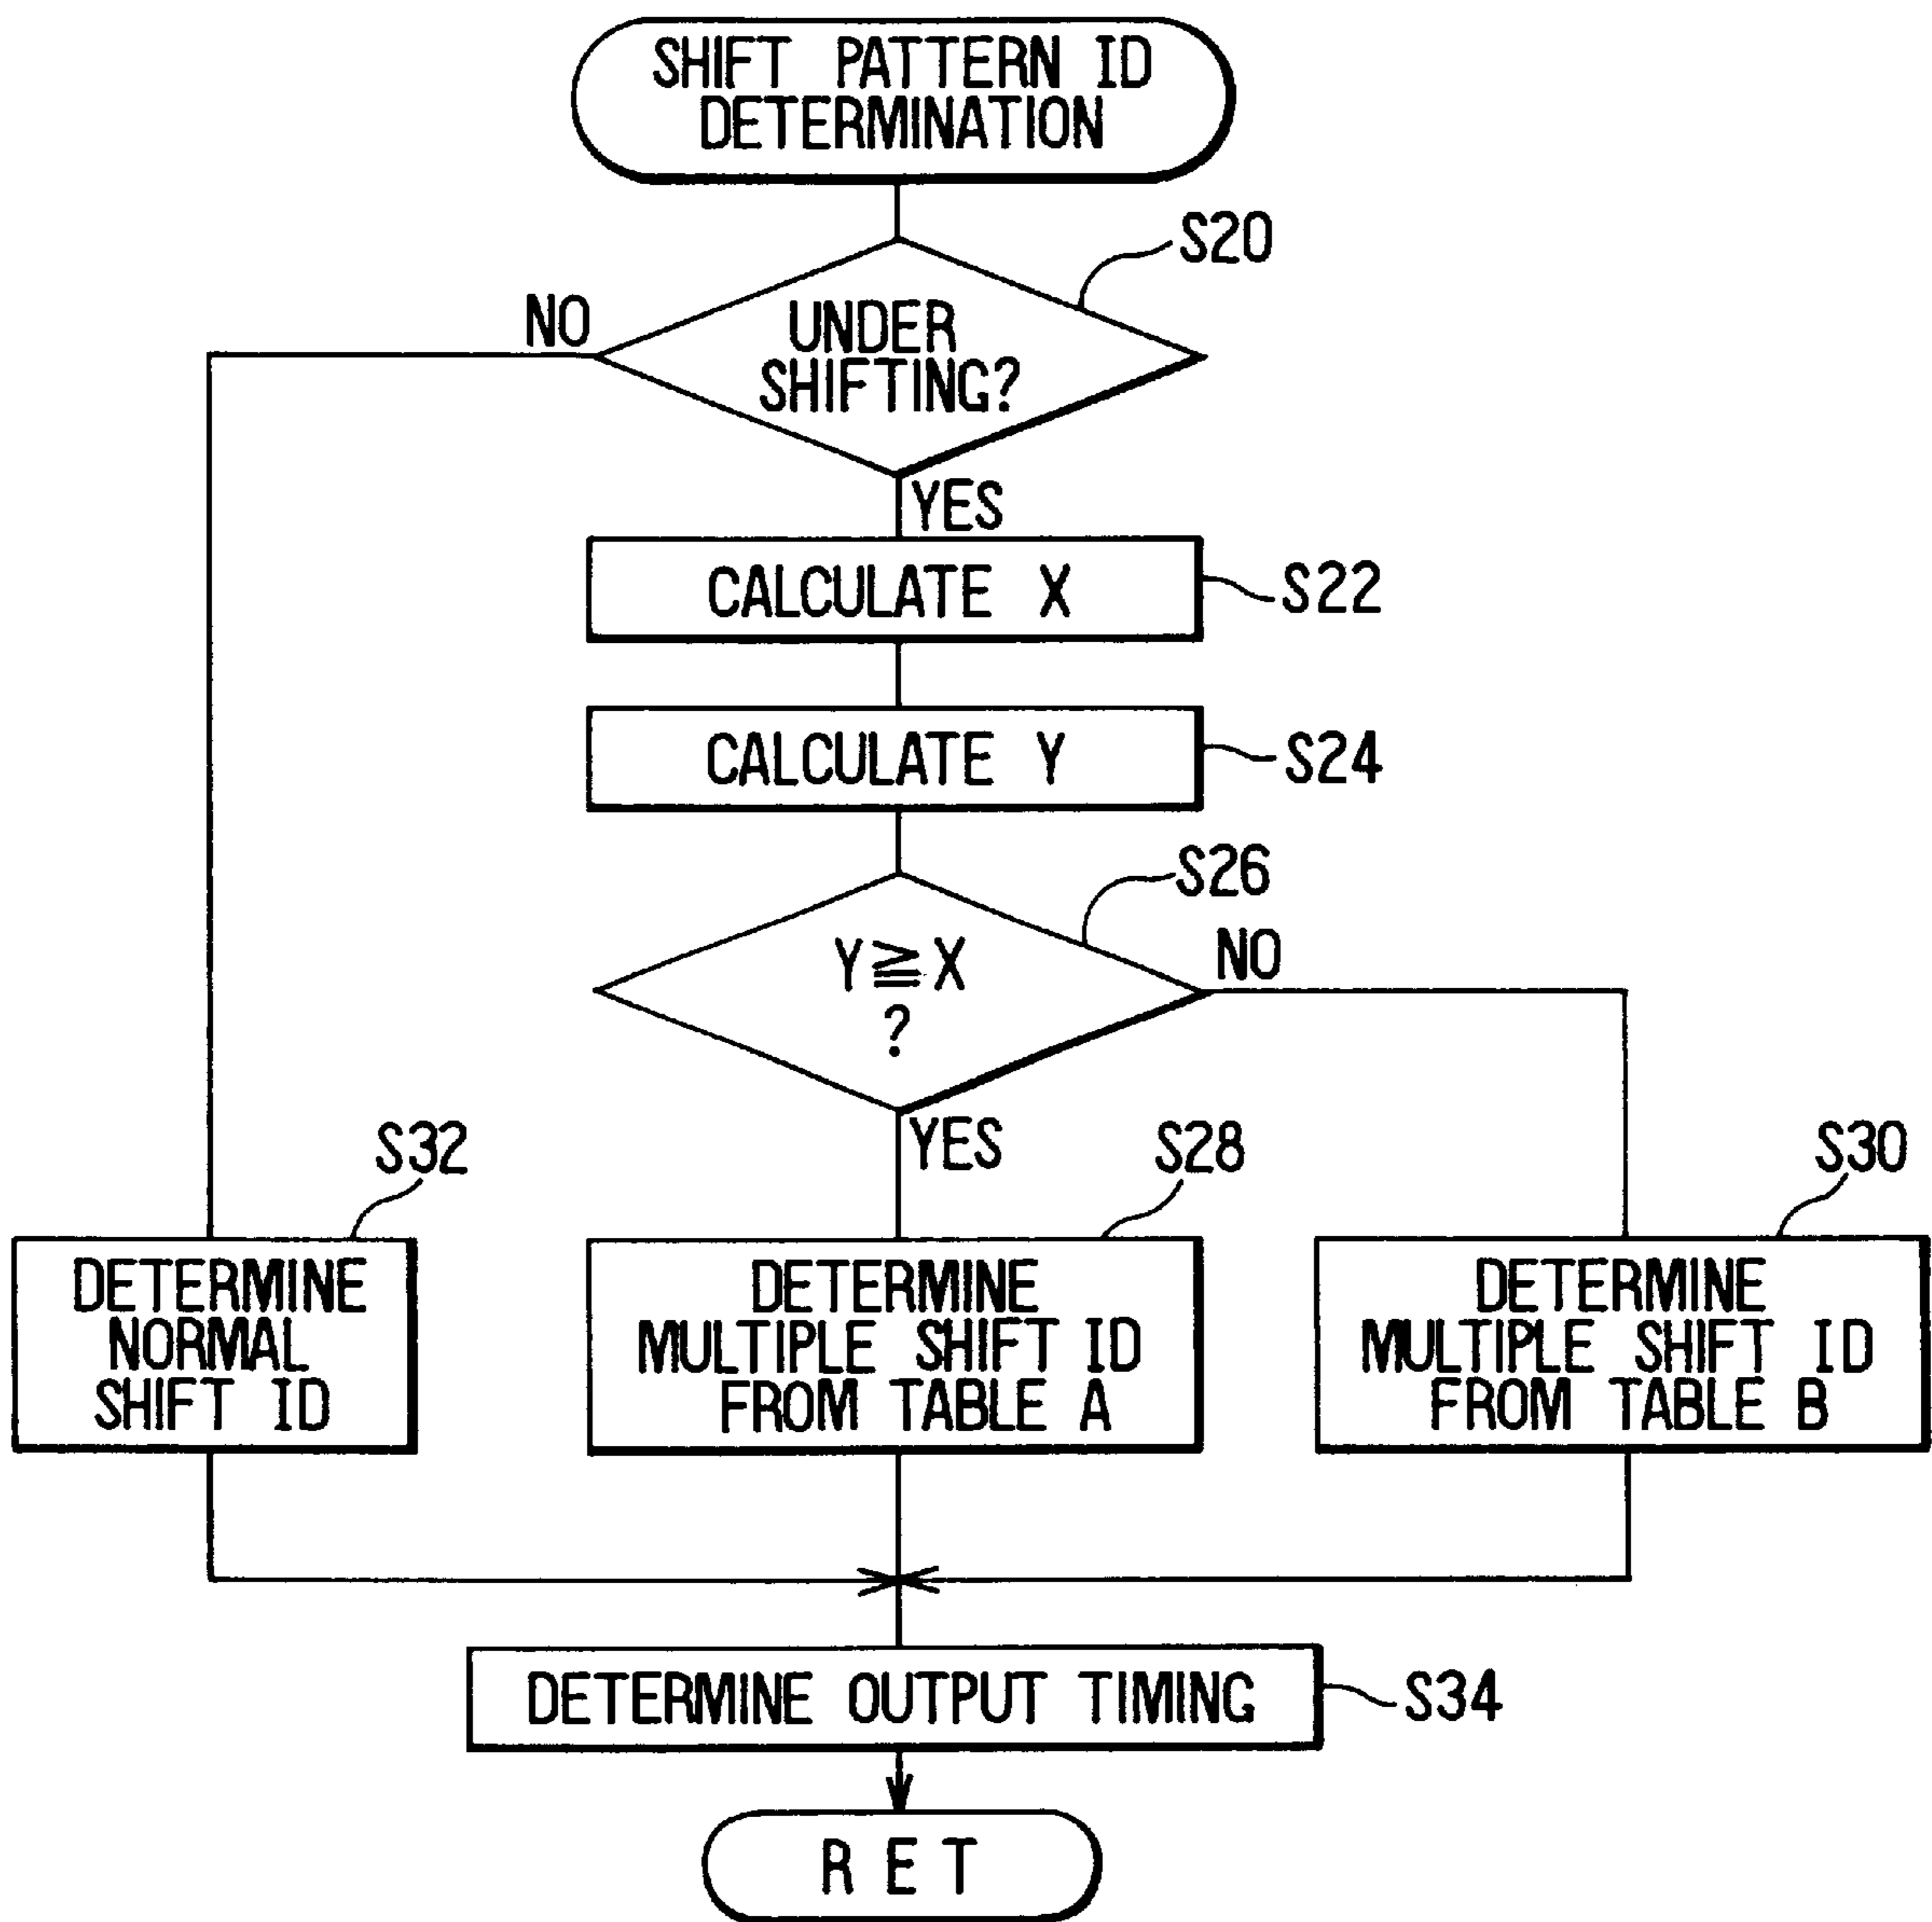 SHIFT PATTERN ID
DETERMINATION
S20
NO
UNDER
SHIFTING?
YES
CALCULATE X
S22
CALCULATE Y
S24
S26
Y≧X
?
NO
YES
S32
S28
S30
DETERMINE
NORMAL
SHIFT ID
DETERMINE
MULTIPLE SHIFT ID
FROM TABLE A
DETERMINE
MULTIPLE SHIFT ID
FROM TABLE B
DETERMINE OUTPUT TIMING
S34
RET